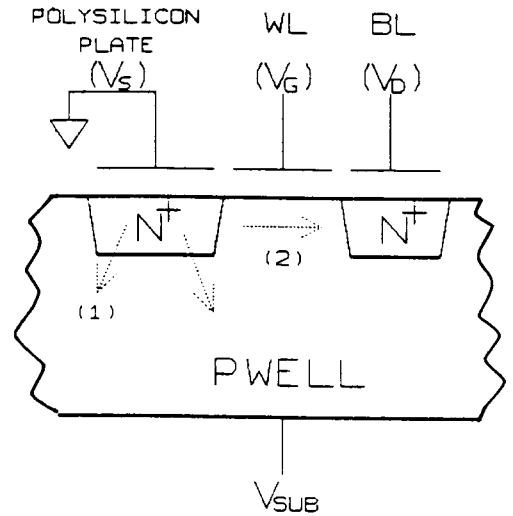 POLYSILICON
PLATE
(VS)
WL
(VG)
BL
(VD)
N+
N+
(1)
(2)
PWELL
VSUB